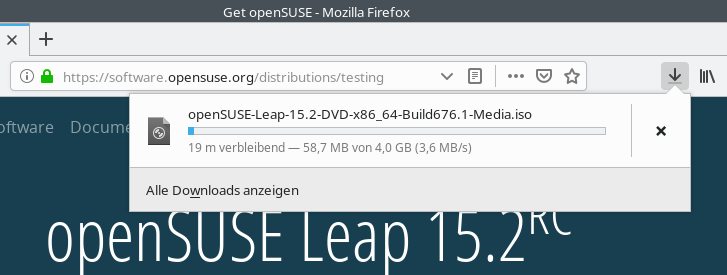 Get openSUSE - Mozilla Firefox
https://software.opensuse.org/distributions/testing
openSUSE-Leap-15.2-DVD-x86_64-Build676.1-Media.iso
19 m verbleibend — 58,7 MB von 4,0 GB (3,6 MB/s)
oftware Docume
Alle Downloads anzeigen
openSUSE Leap 15.2RC